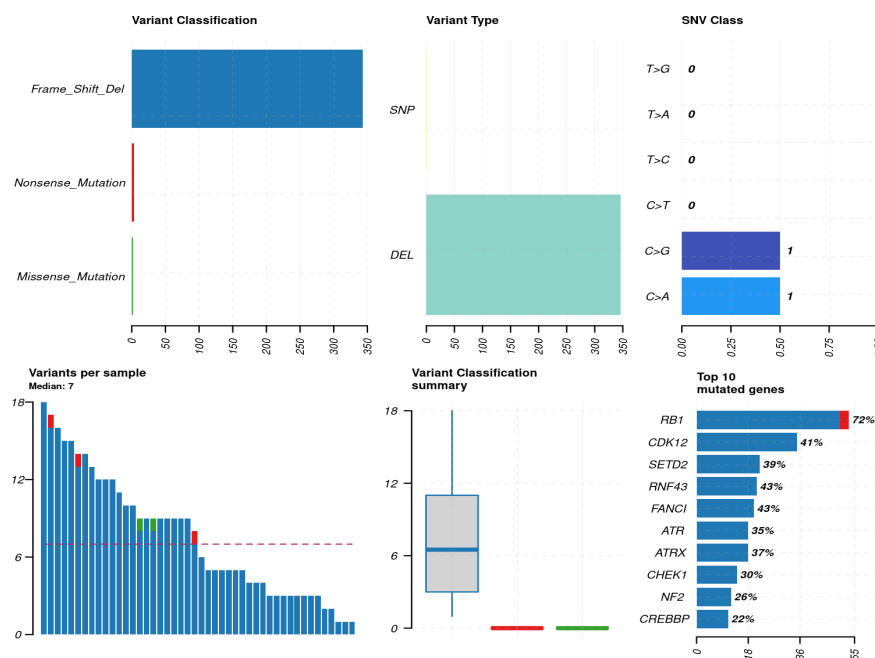 Variant Classification
Frame_Shift_Del
Nonsense_Mutation
Missense_Mutation
0 50 100 150 200 250 300 350
Variant Type
SNP
DEL
0 50 100 150 200 250 300 350
SNV Class
T>G 0
T>A 0
T>C 0
C>T 0
C>G 1
C>A 1
0.00 0.25 0.50 0.75
Variants per sample
Median: 7
18
12
6
0
Variant Classification
summary
18
12
6
0
Top 10
mutated genes
RB1 72%
CDK12 41%
SETD2 39%
RNF43 43%
FANCI 43%
ATR 35%
ATRX 37%
CHEK1 30%
NF2 26%
CREBBP 22%
0 18 36 55